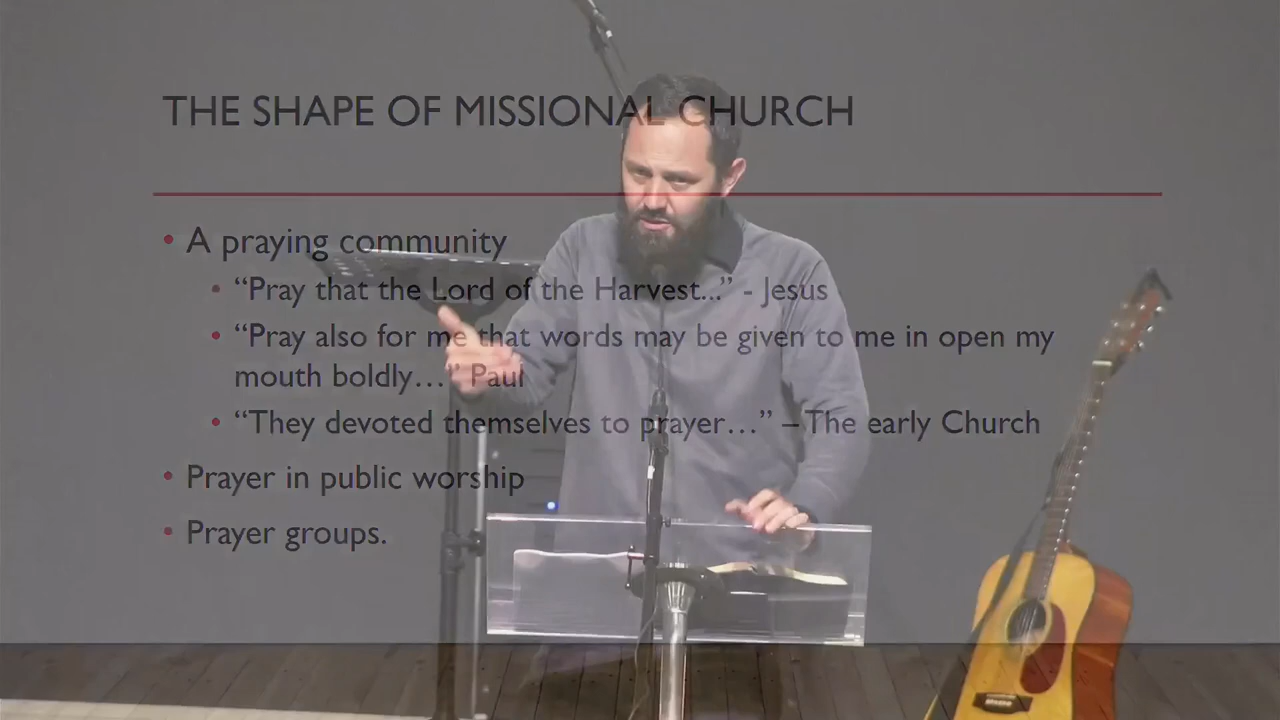 THE SHAPE OF MISSIONAL CHURCH
• A praying community
• “Pray that the Lord of the Harvest...” - Jesus
• “Pray also for me that words may be given to me in open my
mouth boldly…” Paul
• “They devoted themselves to prayer…” – The early Church
• Prayer in public worship
• Prayer groups.